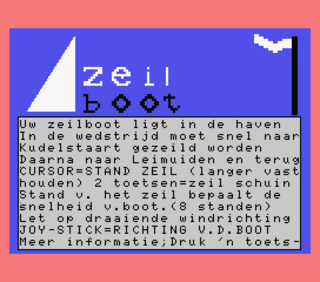 zeil
boot
Uw zeilboot ligt in de haven
In de wedstrijd moet snel naar
Kudelstaart gezeild worden
Daarna naar Leimuiden en terug
CURSOR=STAND ZEIL (langer vast
houden) 2 toetsen=zeil schuin
Stand v. het zeil bepaalt de
snelheid v.boot.(8 standen)
Let op draaiende windrichting
JOY-STICK=RICHTING V.D.BOOT
Meer informatie;Druk 'n toets-